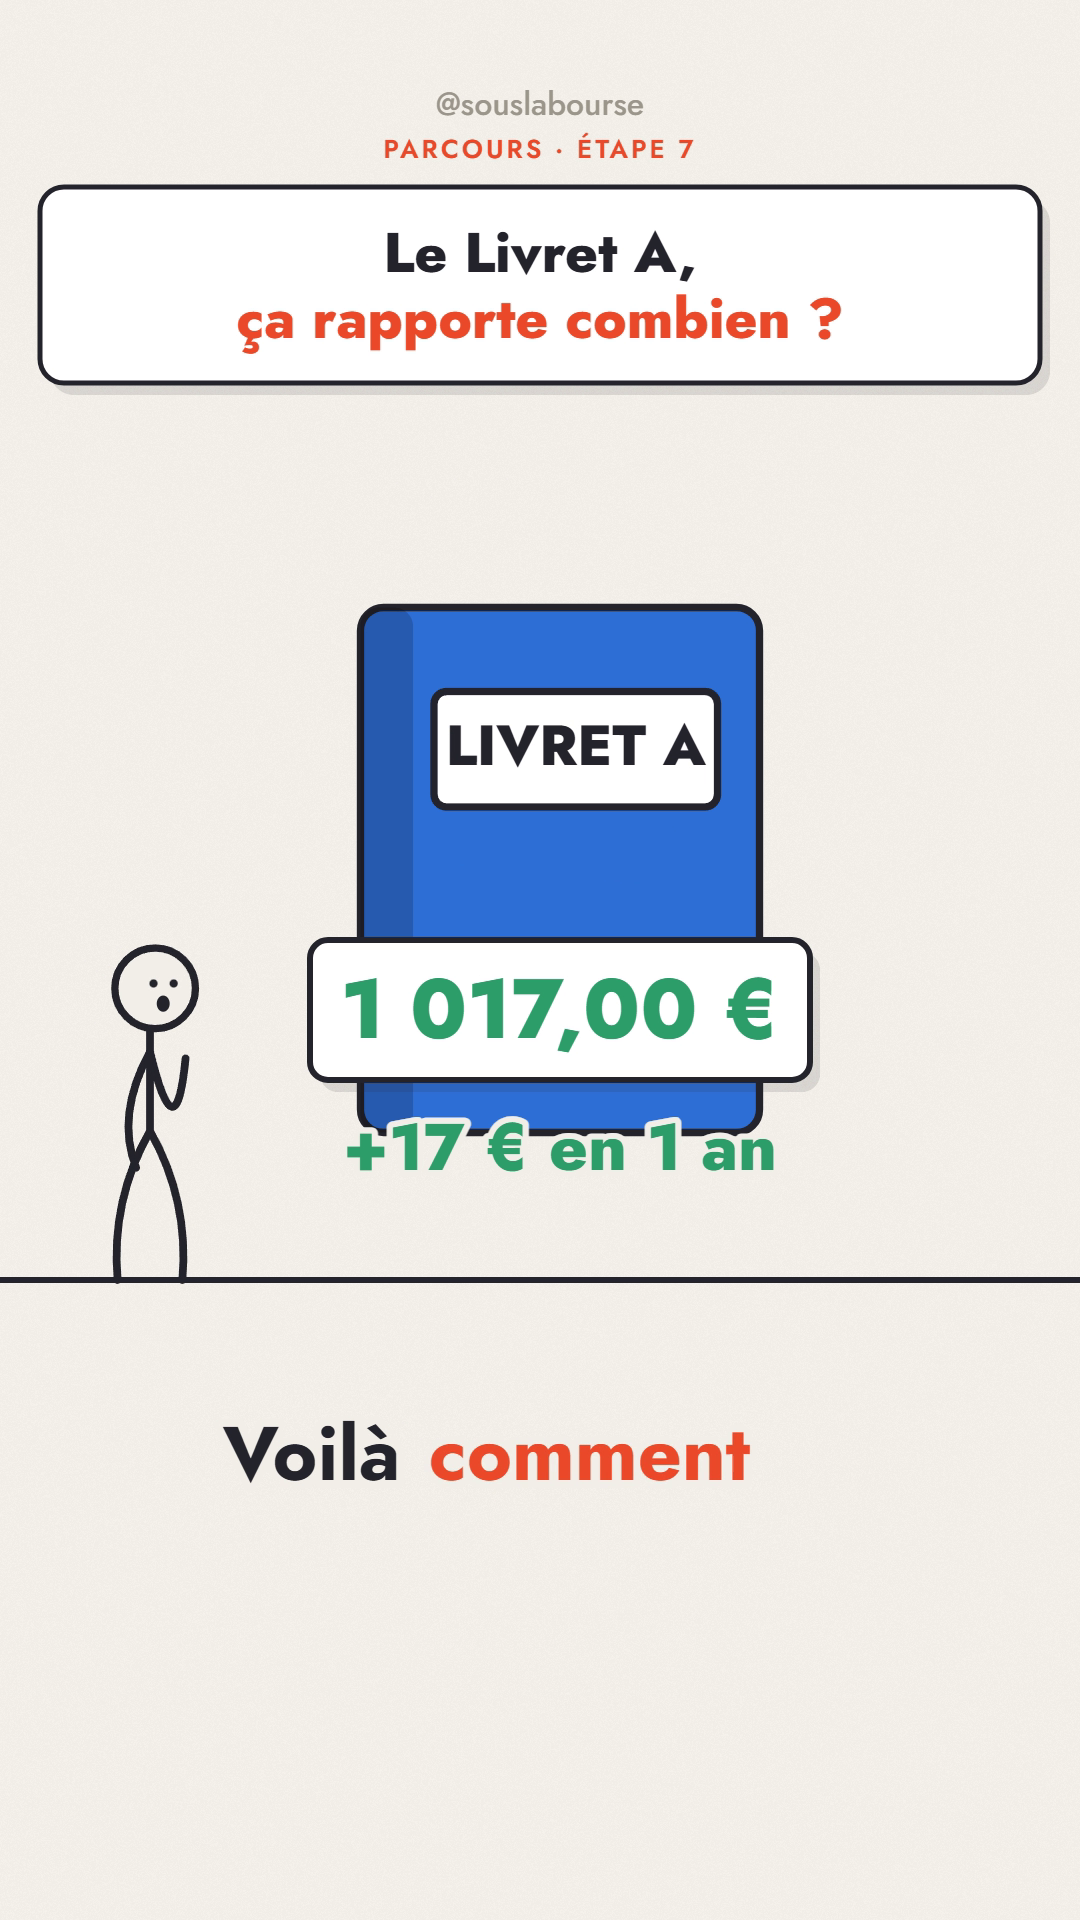 @souslabourse
PARCOURS · ÉTAPE 7
Le Livret A,
ça rapporte combien ?
LIVRET A
1 017,00 €
+17 € en 1 an
Voilà comment